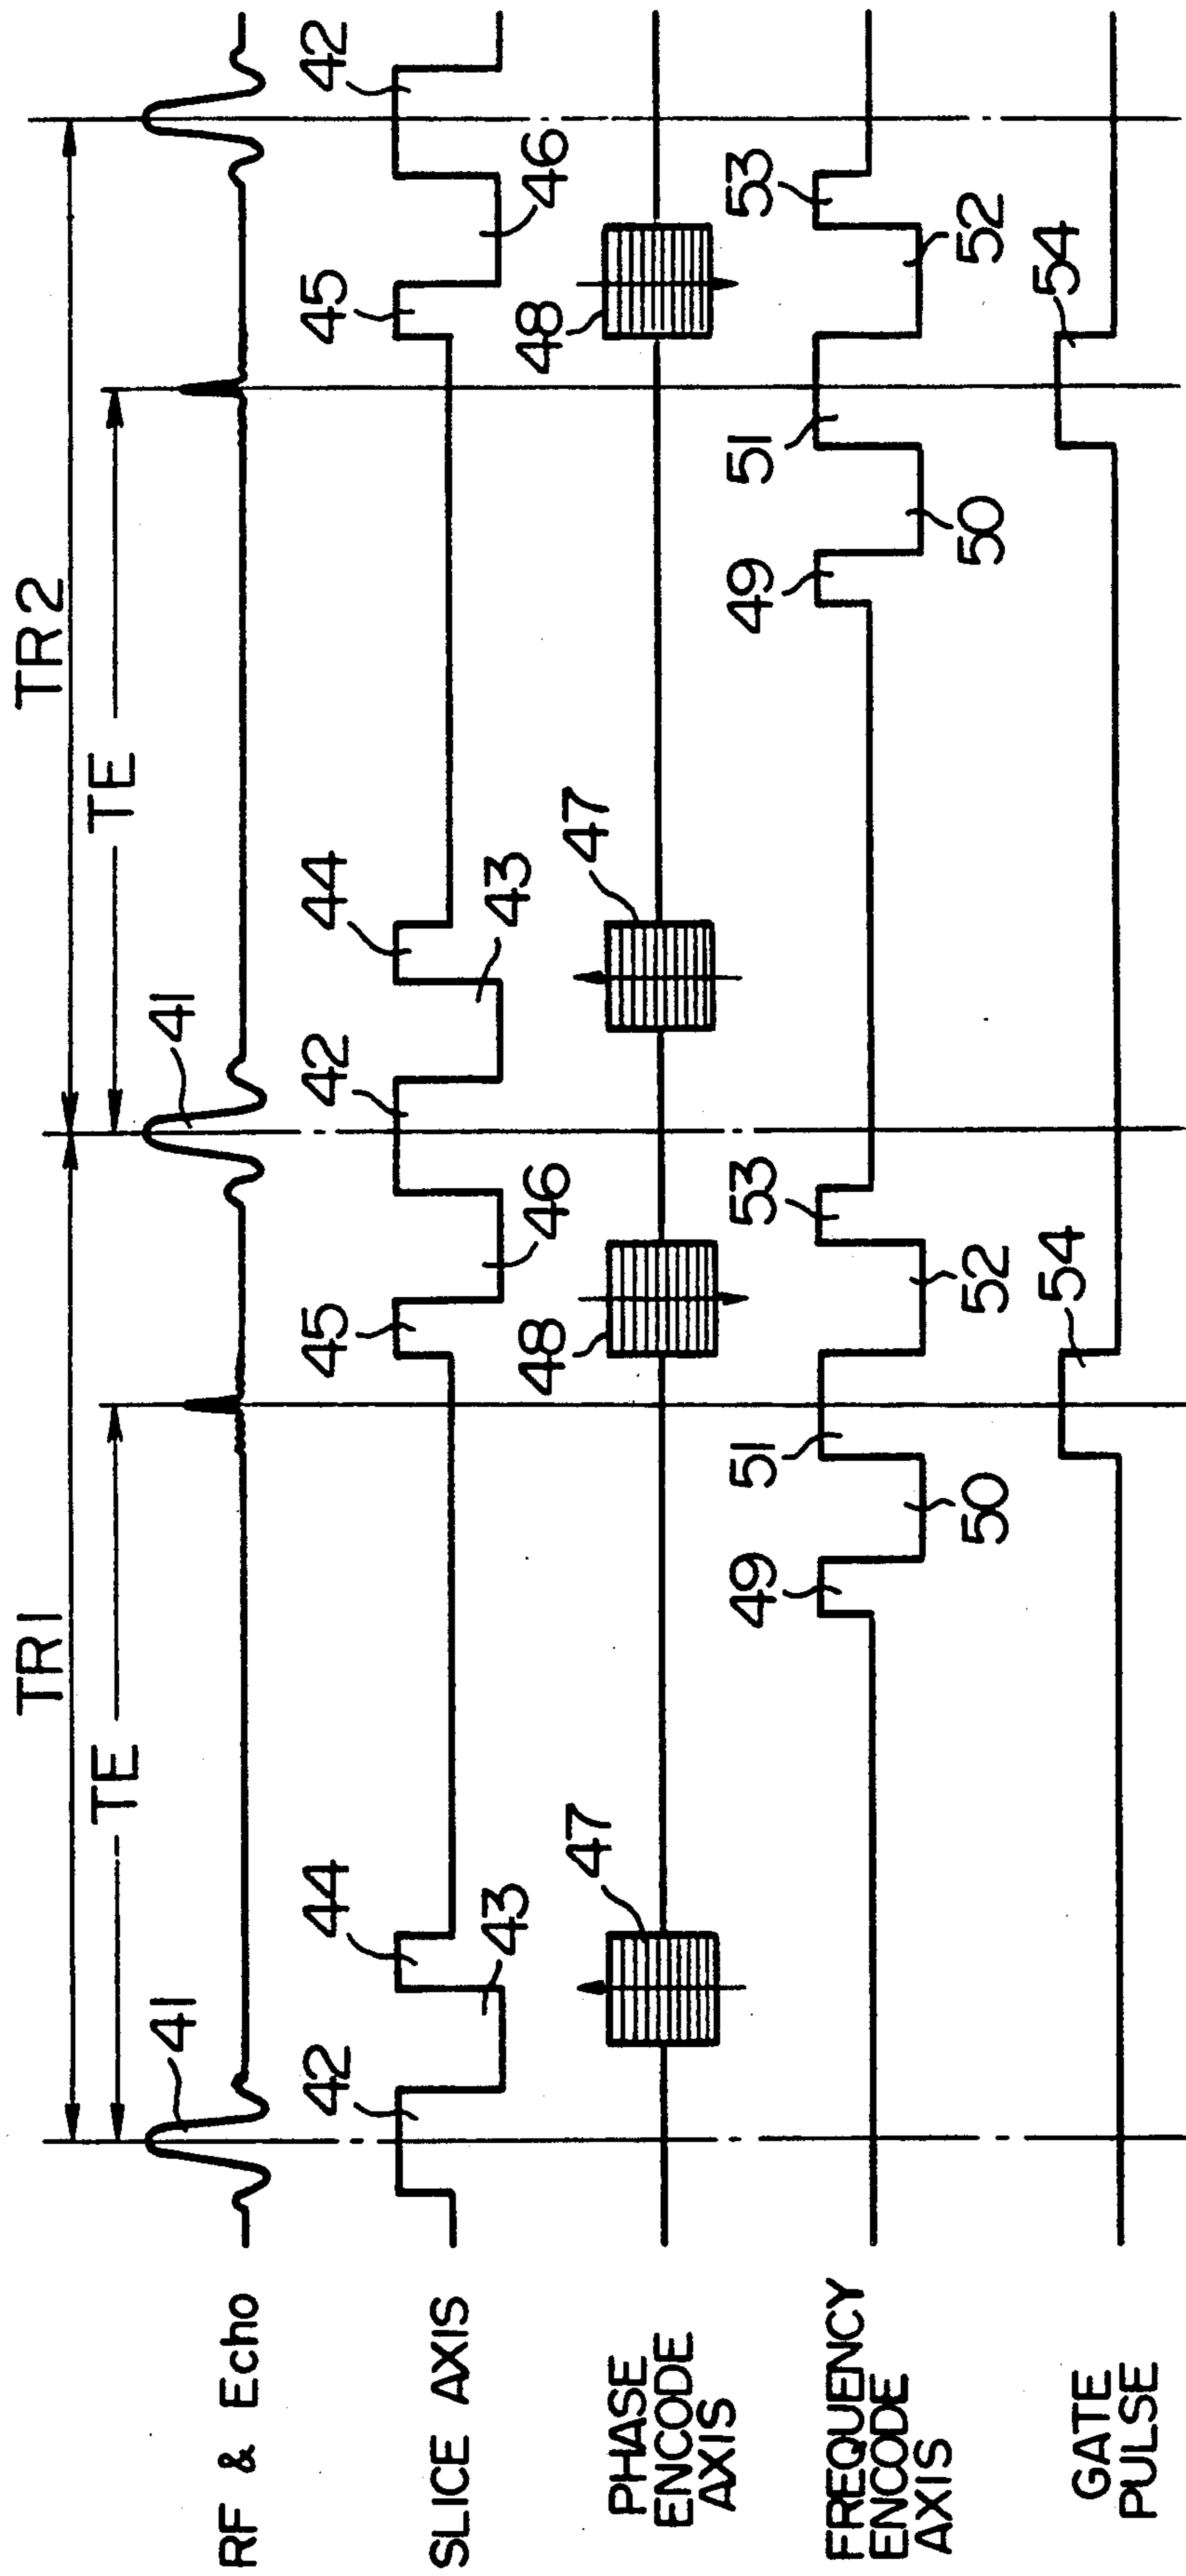 TR1
TR2
TE
TE
RF & Echo
41
41
SLICE AXIS
42
43
44
45
46
42
43
44
45
46
42
PHASE
ENCODE
AXIS
47
48
47
48
FREQUENCY
ENCODE
AXIS
49
50
51
52
53
49
50
51
52
53
GATE
PULSE
54
54